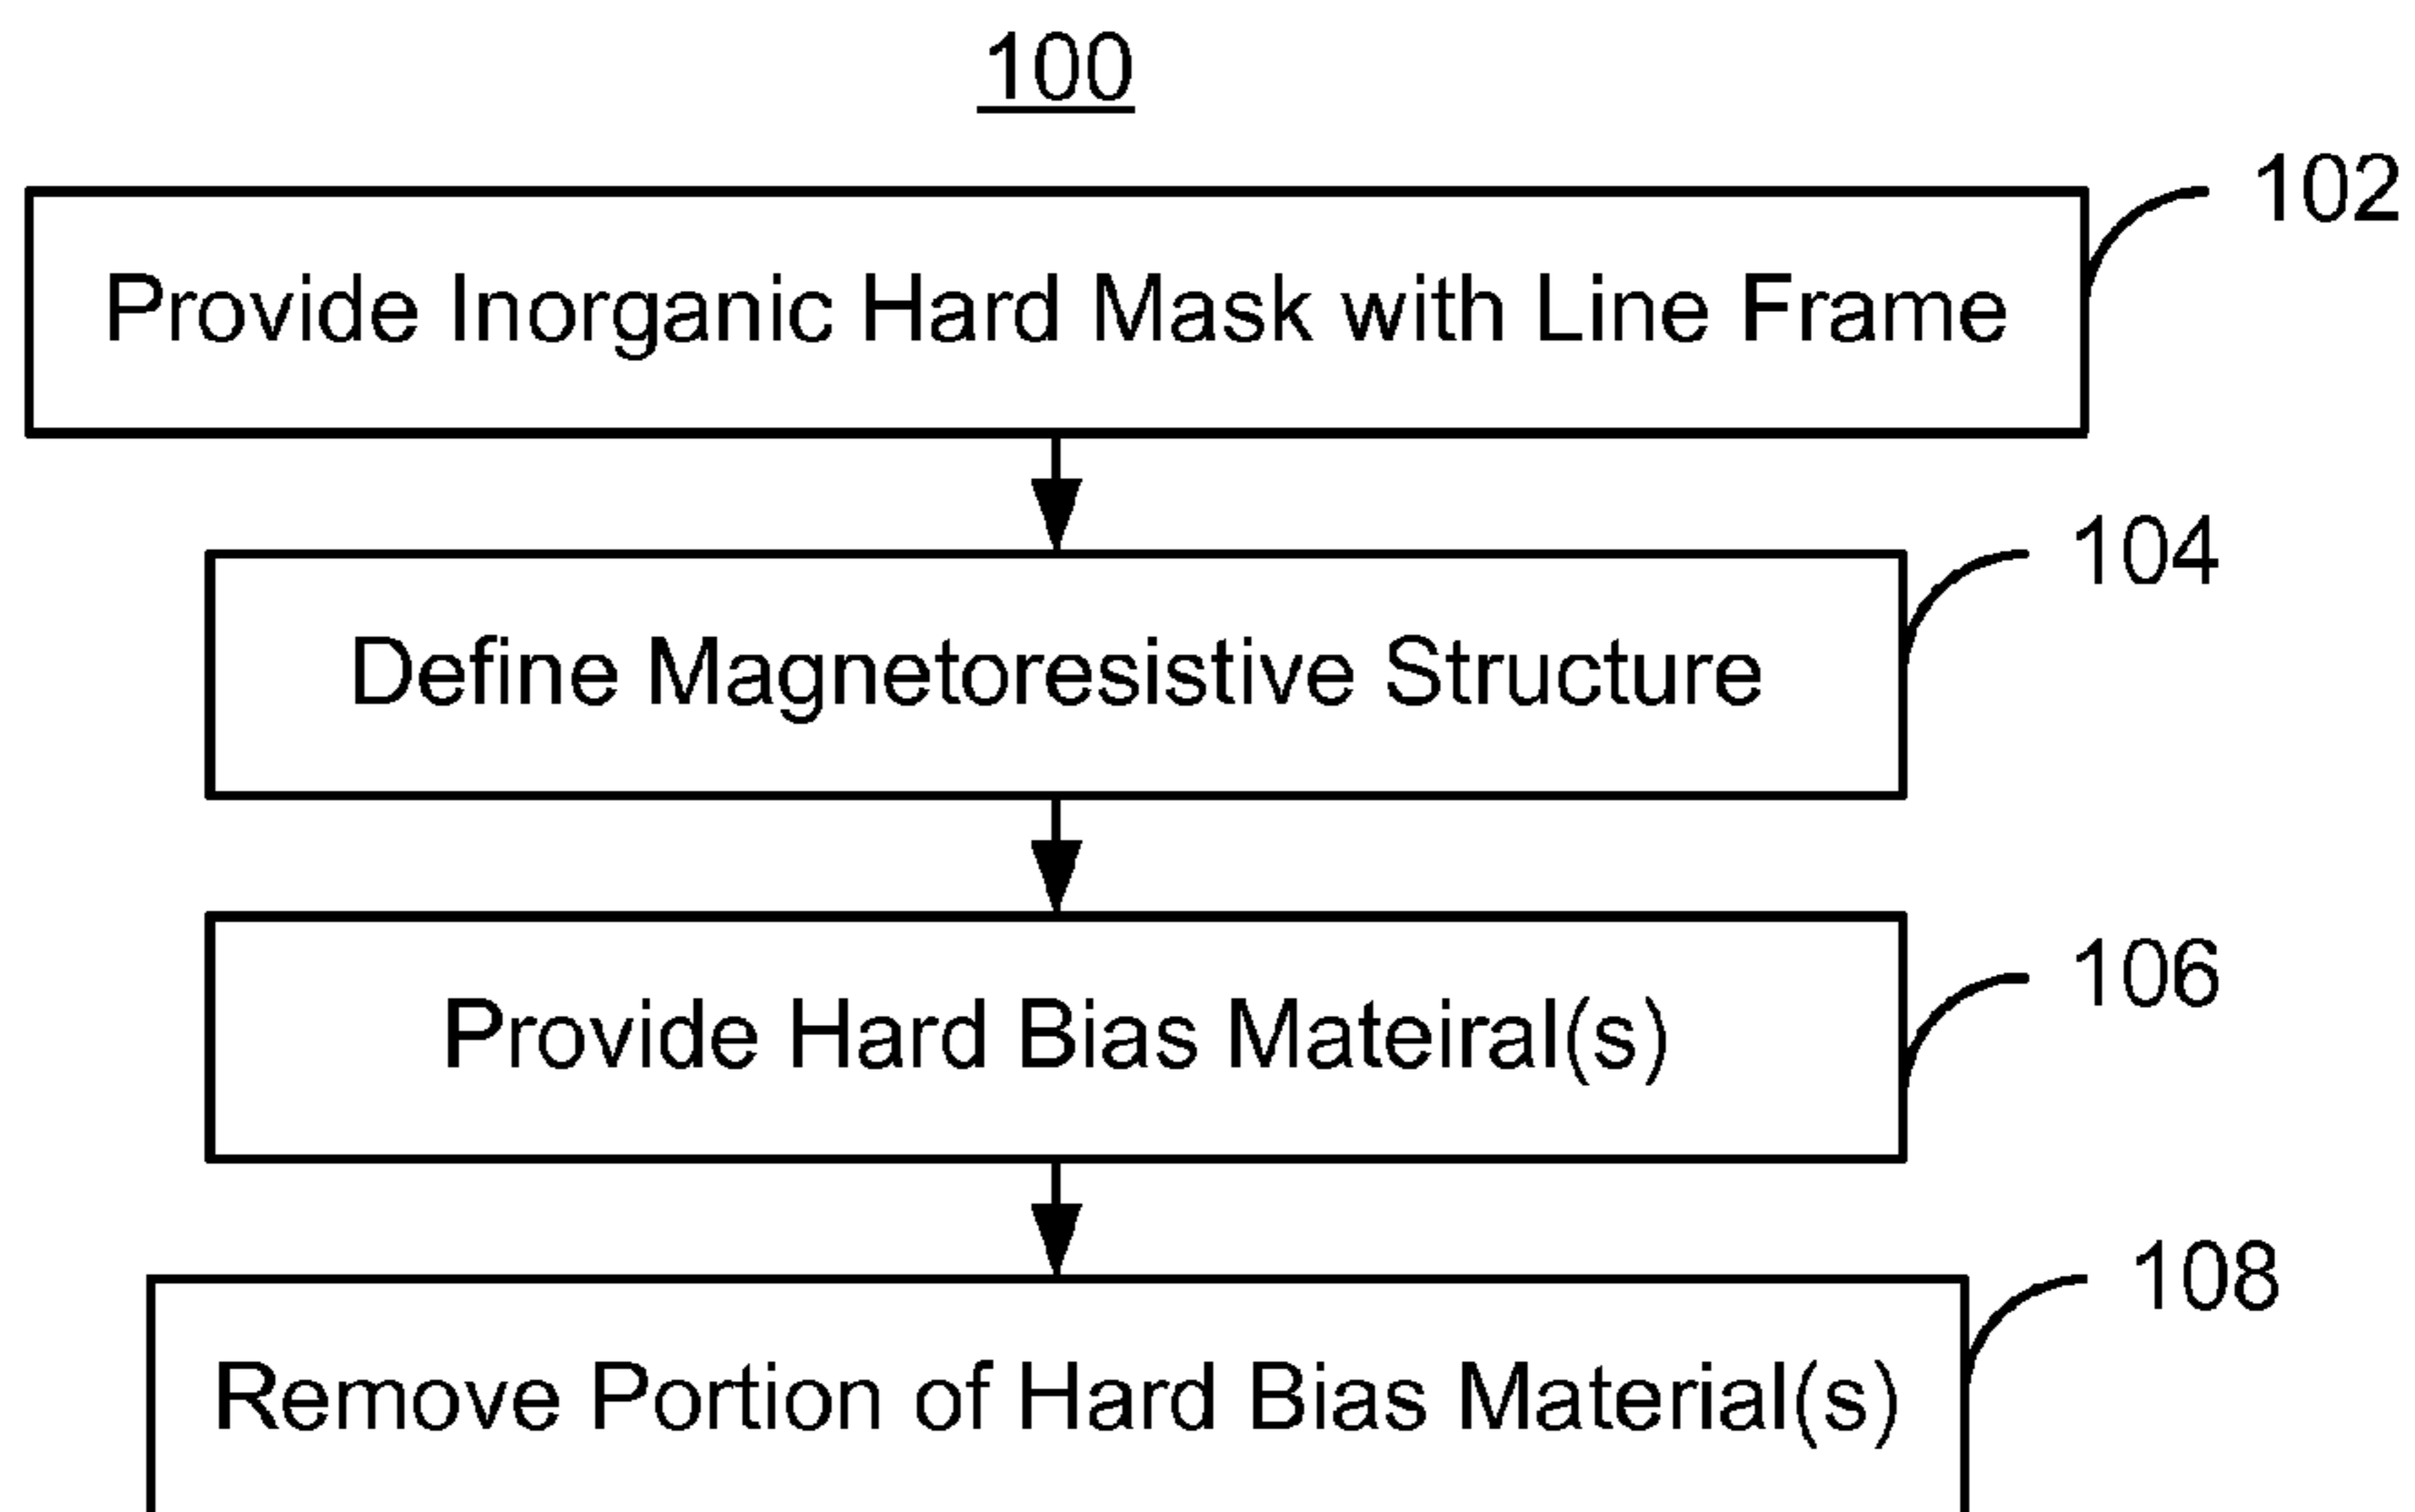 100
102
Provide Inorganic Hard Mask with Line Frame
104
Define Magnetoresistive Structure
106
Provide Hard Bias Mateiral(s)
108
Remove Portion of Hard Bias Material(s)